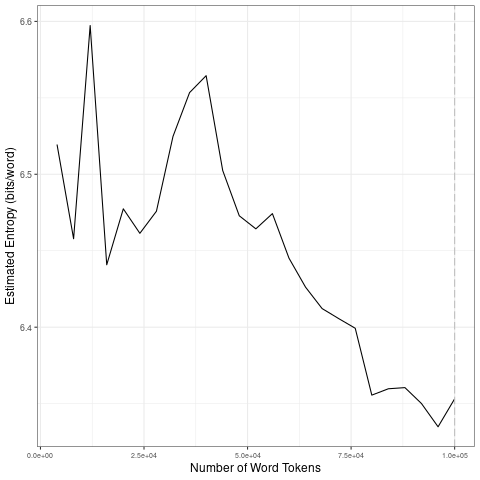 6.6
6.5
6.4
Estimated Entropy (bits/word)
0.0e+00 2.5e+04 5.0e+04 7.5e+04 1.0e+05
Number of Word Tokens